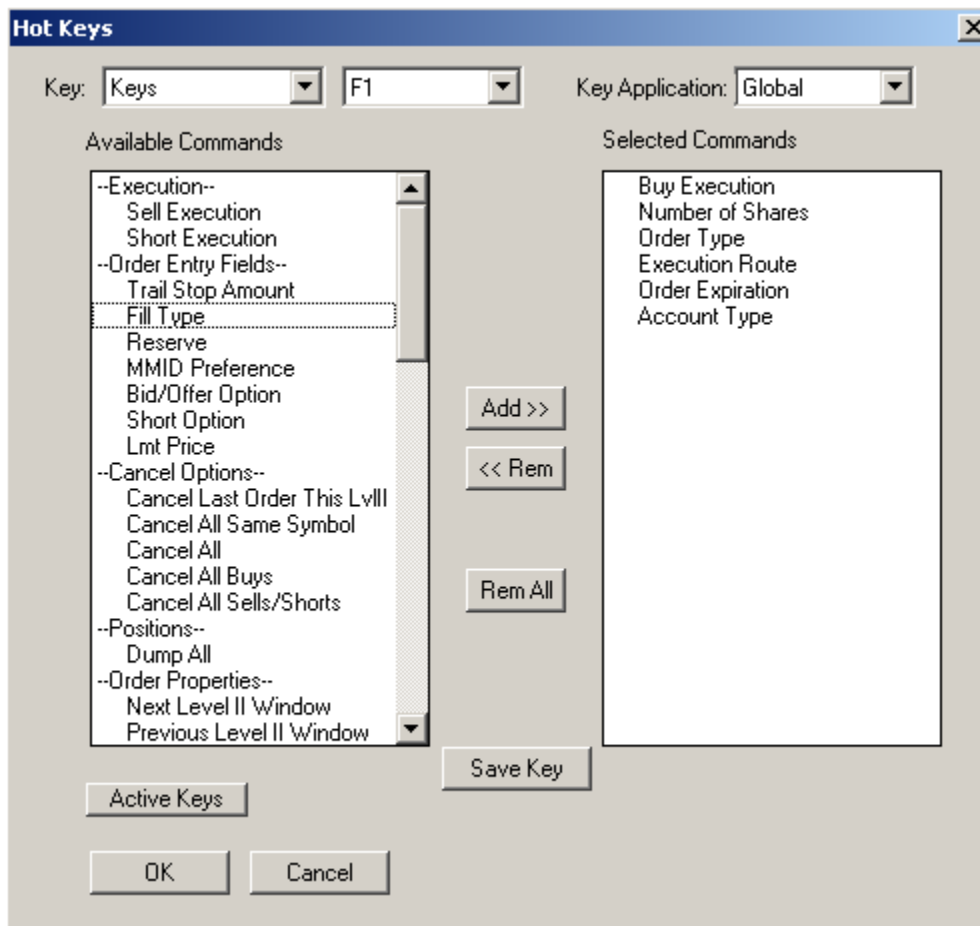 Hot Keys
Key: Keys F1 Key Application: Global
Available Commands
Selected Commands
--Execution--
Sell Execution
Short Execution
--Order Entry Fields--
Trail Stop Amount
Fill Type
Reserve
MMID Preference
Bid/Offer Option
Short Option
Lmt Price
--Cancel Options--
Cancel Last Order This LvlII
Cancel All Same Symbol
Cancel All
Cancel All Buys
Cancel All Sells/Shorts
--Positions--
Dump All
--Order Properties--
Next Level II Window
Previous Level II Window
Add >>
<< Rem
Rem All
Buy Execution
Number of Shares
Order Type
Execution Route
Order Expiration
Account Type
Save Key
Active Keys
OK Cancel